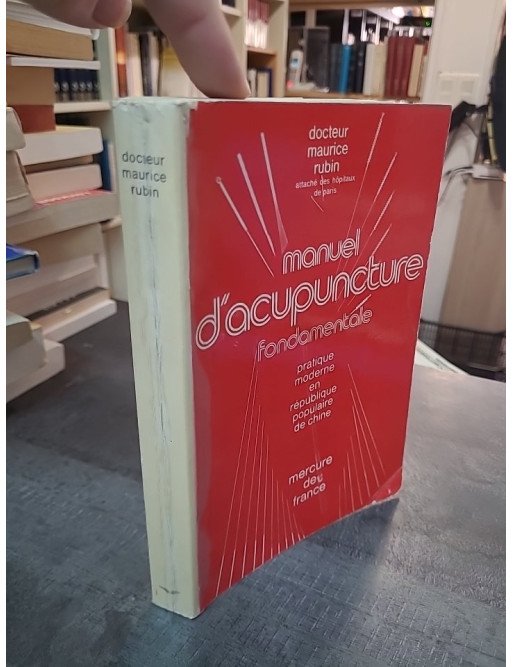 docteur
maurice
rubin
docteur
maurice
rubin
attaché des hôpitaux
de paris
manuel
d'acupuncture
fondamentale
pratique
moderne
en
république
populaire
de chine
mercure
de
france